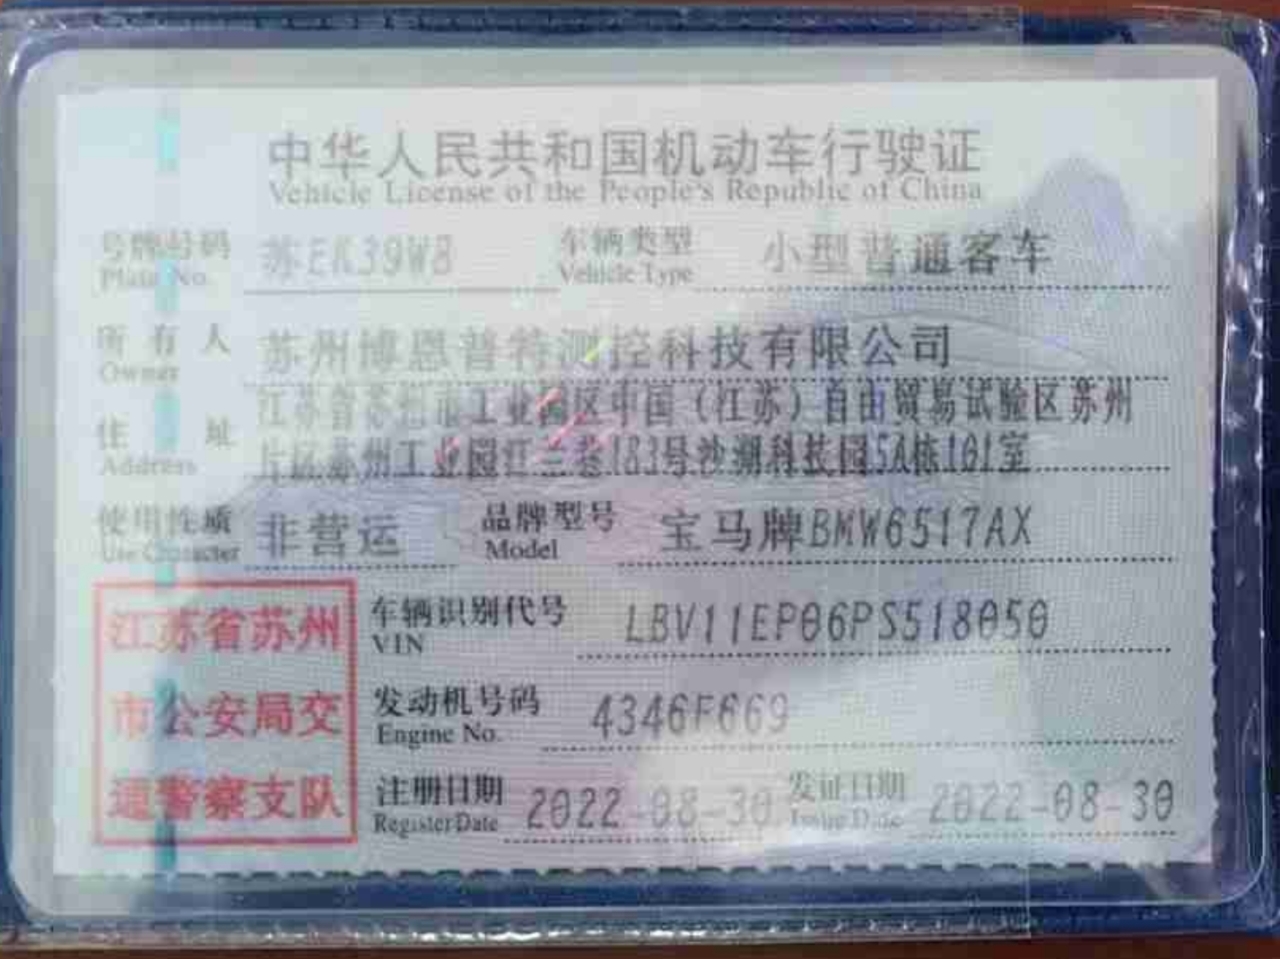 中华人民共和国机动车行驶证
Vehicle License of the People's Republic of China
号牌号码 苏EK39W8 车辆类型 小型普通客车
Plate No. Vehicle Type
所有人 苏州博恩普特测控科技有限公司
Owner
住址 江苏省苏州市工业园区中国（江苏）自由贸易试验区苏州
Address 片区苏州工业园江兰巷183号沙湖科技园5A栋101室
使用性质 非营运 品牌型号 宝马牌BMW6517AX
Use Character Model
江苏省苏州
市公安局交
通警察支队
车辆识别代号 LBV11EP06PS518050
VIN
发动机号码 4346F669
Engine No.
注册日期 2022-08-30 发证日期 2022-08-30
Register Date Issue Date